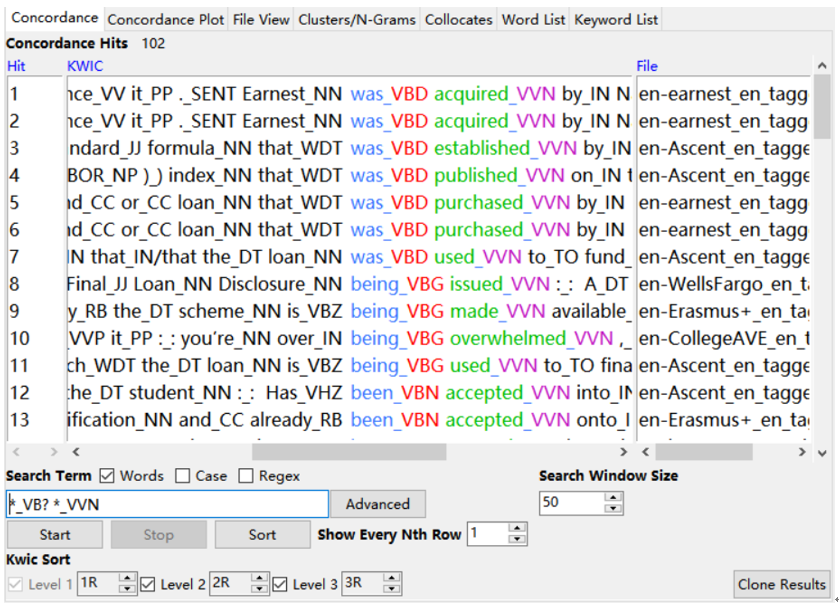 Concordance Concordance Plot File View Clusters/N-Grams Collocates Word List Keyword List
Concordance Hits 102
Hit KWIC File
1 nce_VV it_PP ._SENT Earnest_NN was_VBD acquired_VVN by_IN N en-earnest_en_tagg
2 nce_VV it_PP ._SENT Earnest_NN was_VBD acquired_VVN by_IN N en-earnest_en_tagg
3 ndard_JJ formula_NN that_WDT was_VBD established_VVN by_IN en-Ascent_en_tagge
4 BOR_NP )_) index_NN that_WDT was_VBD published_VVN on_IN t en-Ascent_en_tagge
5 nd_CC or_CC loan_NN that_WDT was_VBD purchased_VVN by_IN en-earnest_en_tagg
6 nd_CC or_CC loan_NN that_WDT was_VBD purchased_VVN by_IN en-earnest_en_tagg
7 IN that_IN/that the_DT loan_NN was_VBD used_VVN to_TO fund_ en-Ascent_en_tagge
8 Final_JJ Loan_NN Disclosure_NN being_VBG issued_VVN :_: A_DT en-WellsFargo_en_ta
9 y_RB the_DT scheme_NN is_VBZ being_VBG made_VVN available_ en-Erasmus+_en_tag
10 _VVP it_PP :_: you're_NN over_IN being_VBG overwhelmed_VVN ,_ en-CollegeAVE_en_t
11 ch_WDT the_DT loan_NN is_VBZ being_VBG used_VVN to_TO fina en-Ascent_en_tagge
12 the_DT student_NN :_: Has_VHZ been_VBN accepted_VVN into_IN en-Ascent_en_tagge
13 ification_NN and_CC already_RB been_VBN accepted_VVN onto_I en-Erasmus+_en_tag
Search Term Words Case Regex Search Window Size
*_VB? *_VVN Advanced 50
Start Stop Sort Show Every Nth Row 1
Kwic Sort
Level 1 1R Level 2 2R Level 3 3R Clone Results